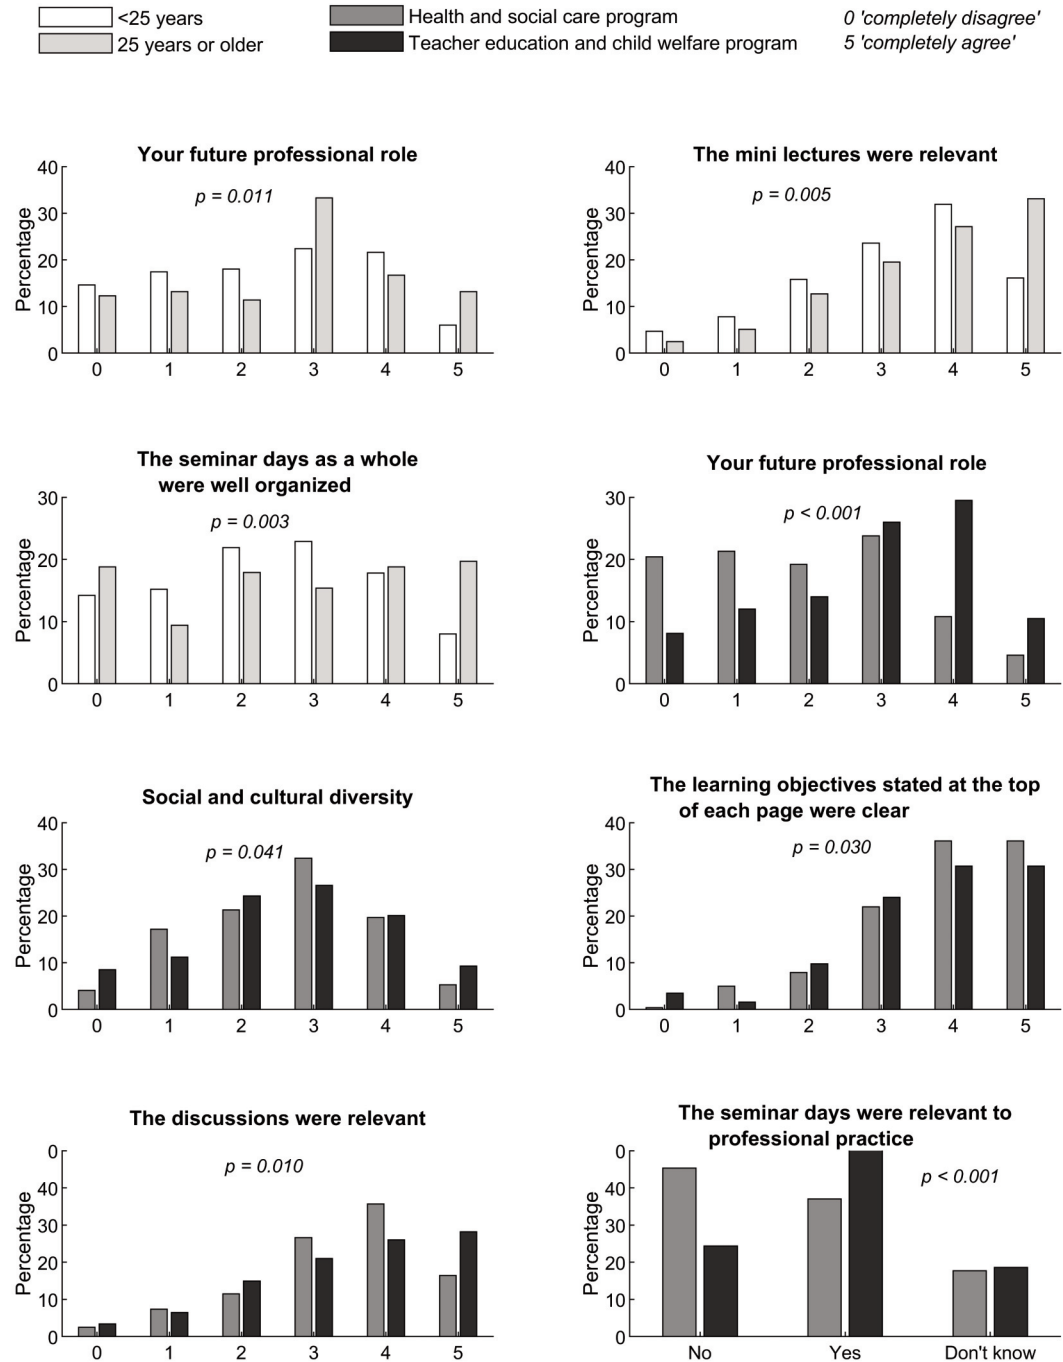 <25 years
25 years or older
Health and social care program
Teacher education and child welfare program
0 'completely disagree'
5 'completely agree'
Your future professional role
p = 0.011
Percentage
40
30
20
10
0
0 1 2 3 4 5
The mini lectures were relevant
p = 0.005
Percentage
40
30
20
10
0
0 1 2 3 4 5
The seminar days as a whole
were well organized
p = 0.003
Percentage
30
20
10
0
0 1 2 3 4 5
Your future professional role
p < 0.001
Percentage
30
20
10
0
0 1 2 3 4 5
Social and cultural diversity
p = 0.041
Percentage
40
30
20
10
0
0 1 2 3 4 5
The learning objectives stated at the top
of each page were clear
p = 0.030
Percentage
40
30
20
10
0
0 1 2 3 4 5
The discussions were relevant
p = 0.010
Percentage
0
40
30
20
10
0
0 1 2 3 4 5
The seminar days were relevant to
professional practice
p < 0.001
Percentage
0
40
30
20
10
0
No Yes Don't know